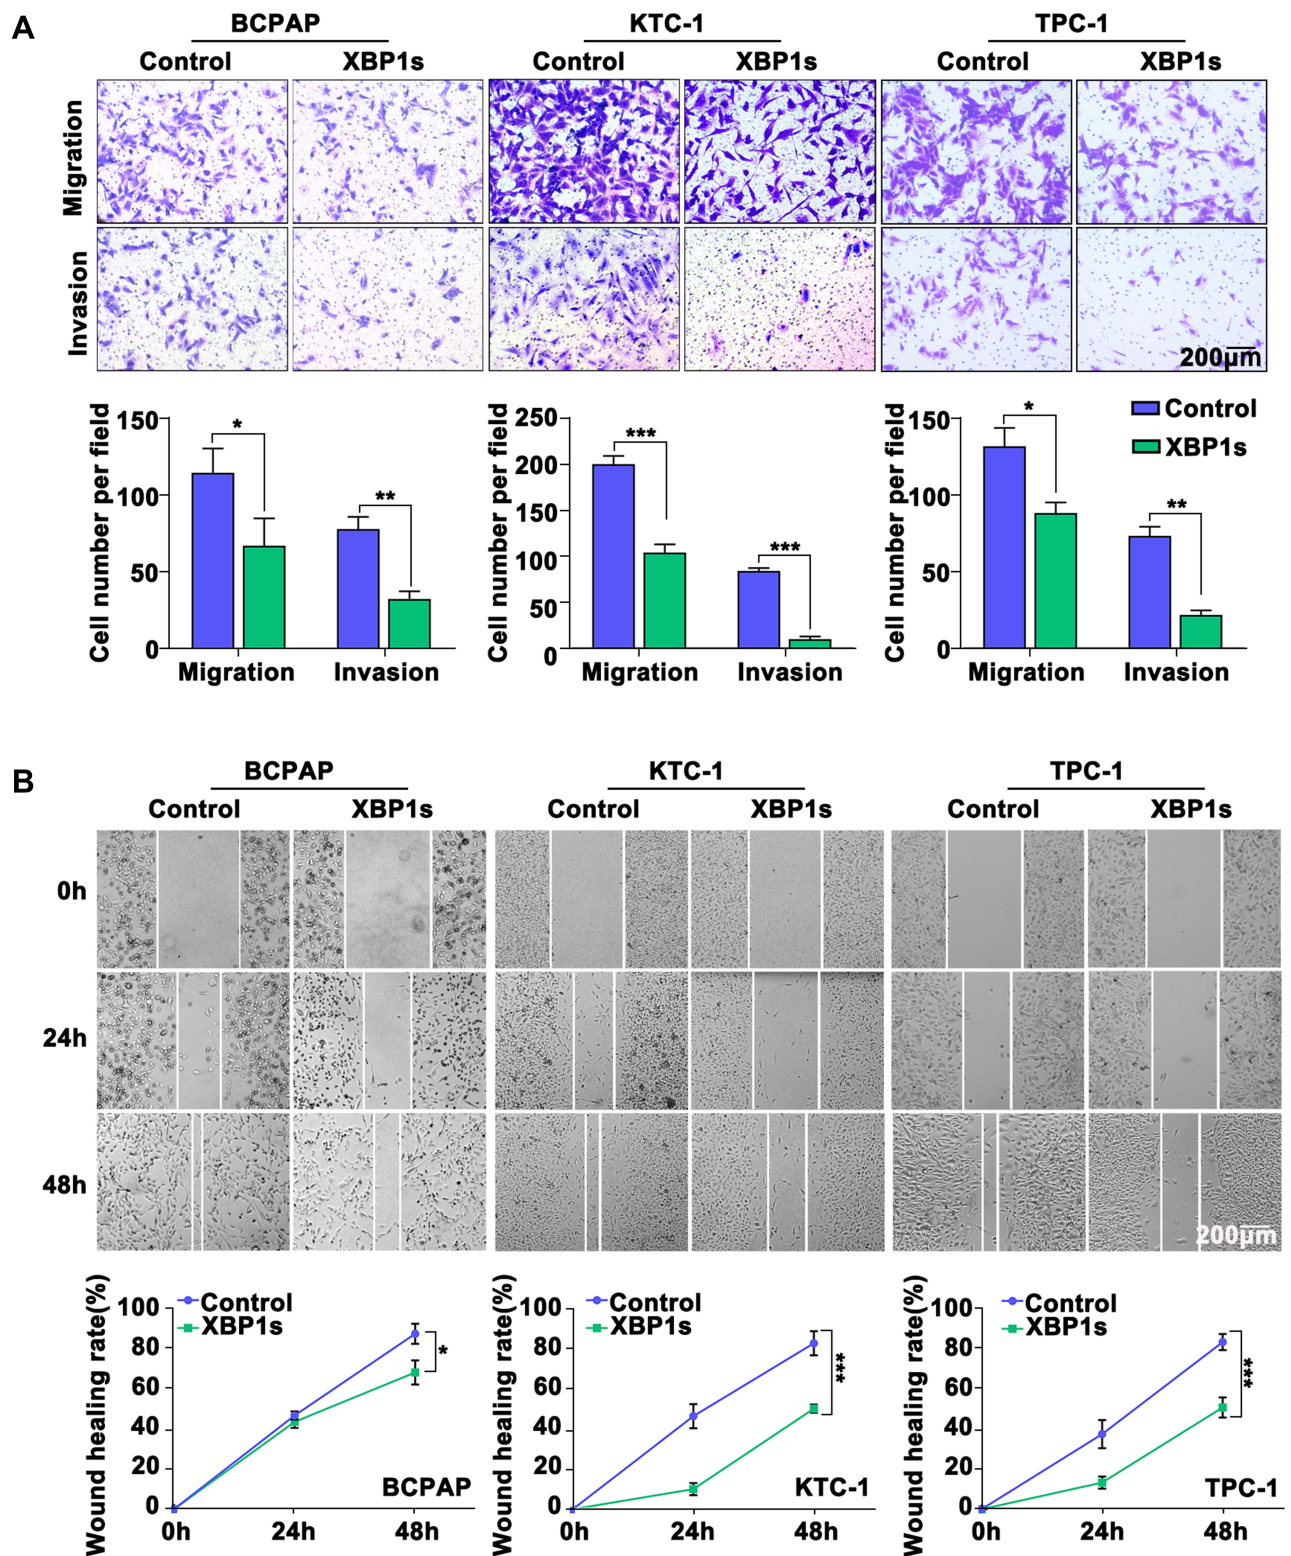 A
BCPAP KTC-1 TPC-1
Control XBP1s Control XBP1s Control XBP1s
Migration
Invasion
200μm
Cell number per field
150
100
50
0
*
**
Migration Invasion
Cell number per field
250
200
150
100
50
0
***
***
Migration Invasion
Cell number per field
150
100
50
0
*
**
Migration Invasion
Control
XBP1s
B
BCPAP KTC-1 TPC-1
Control XBP1s Control XBP1s Control XBP1s
0h
24h
48h
200μm
Wound healing rate(%)
100
80
60
40
20
0
Control
XBP1s
*
BCPAP
0h 24h 48h
Wound healing rate(%)
100
80
60
40
20
0
Control
XBP1s
***
KTC-1
0h 24h 48h
Wound healing rate(%)
100
80
60
40
20
0
Control
XBP1s
***
TPC-1
0h 24h 48h